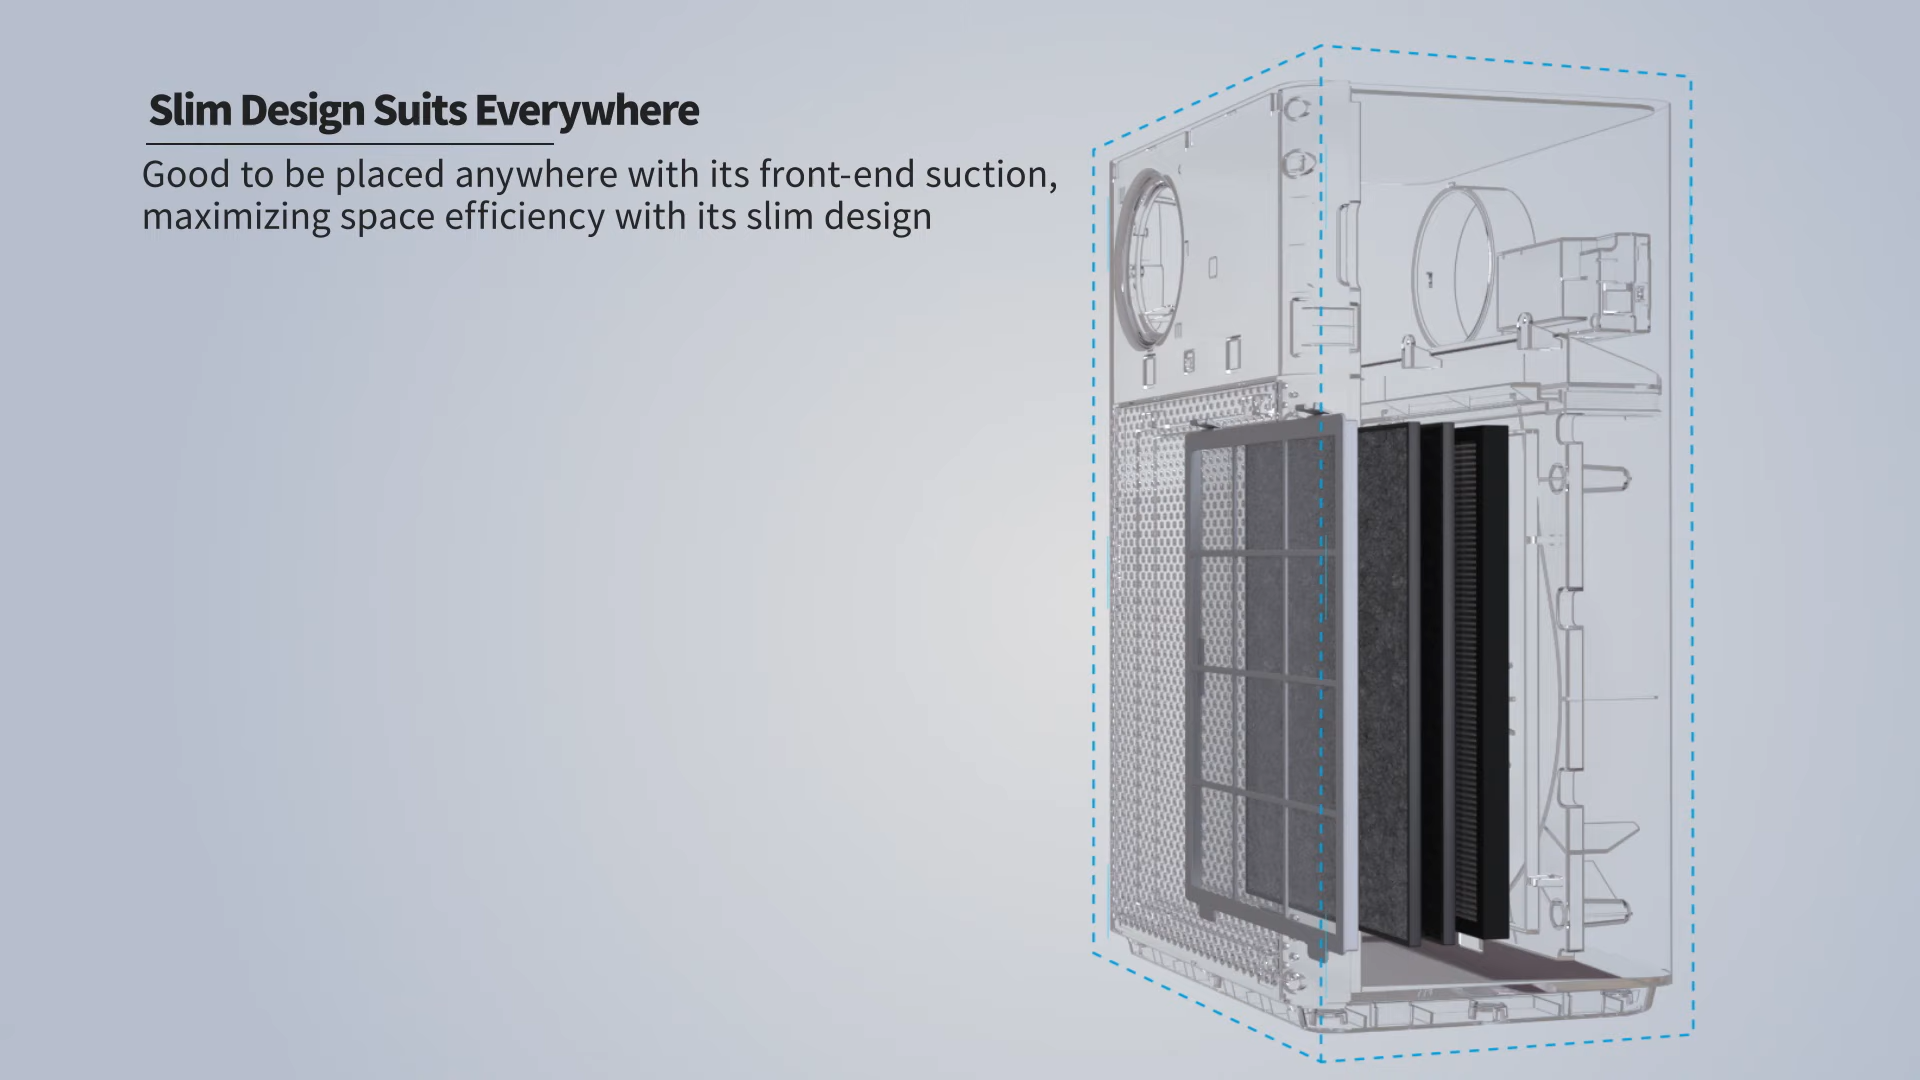 Slim Design Suits Everywhere
Good to be placed anywhere with its front-end suction,
maximizing space efficiency with its slim design